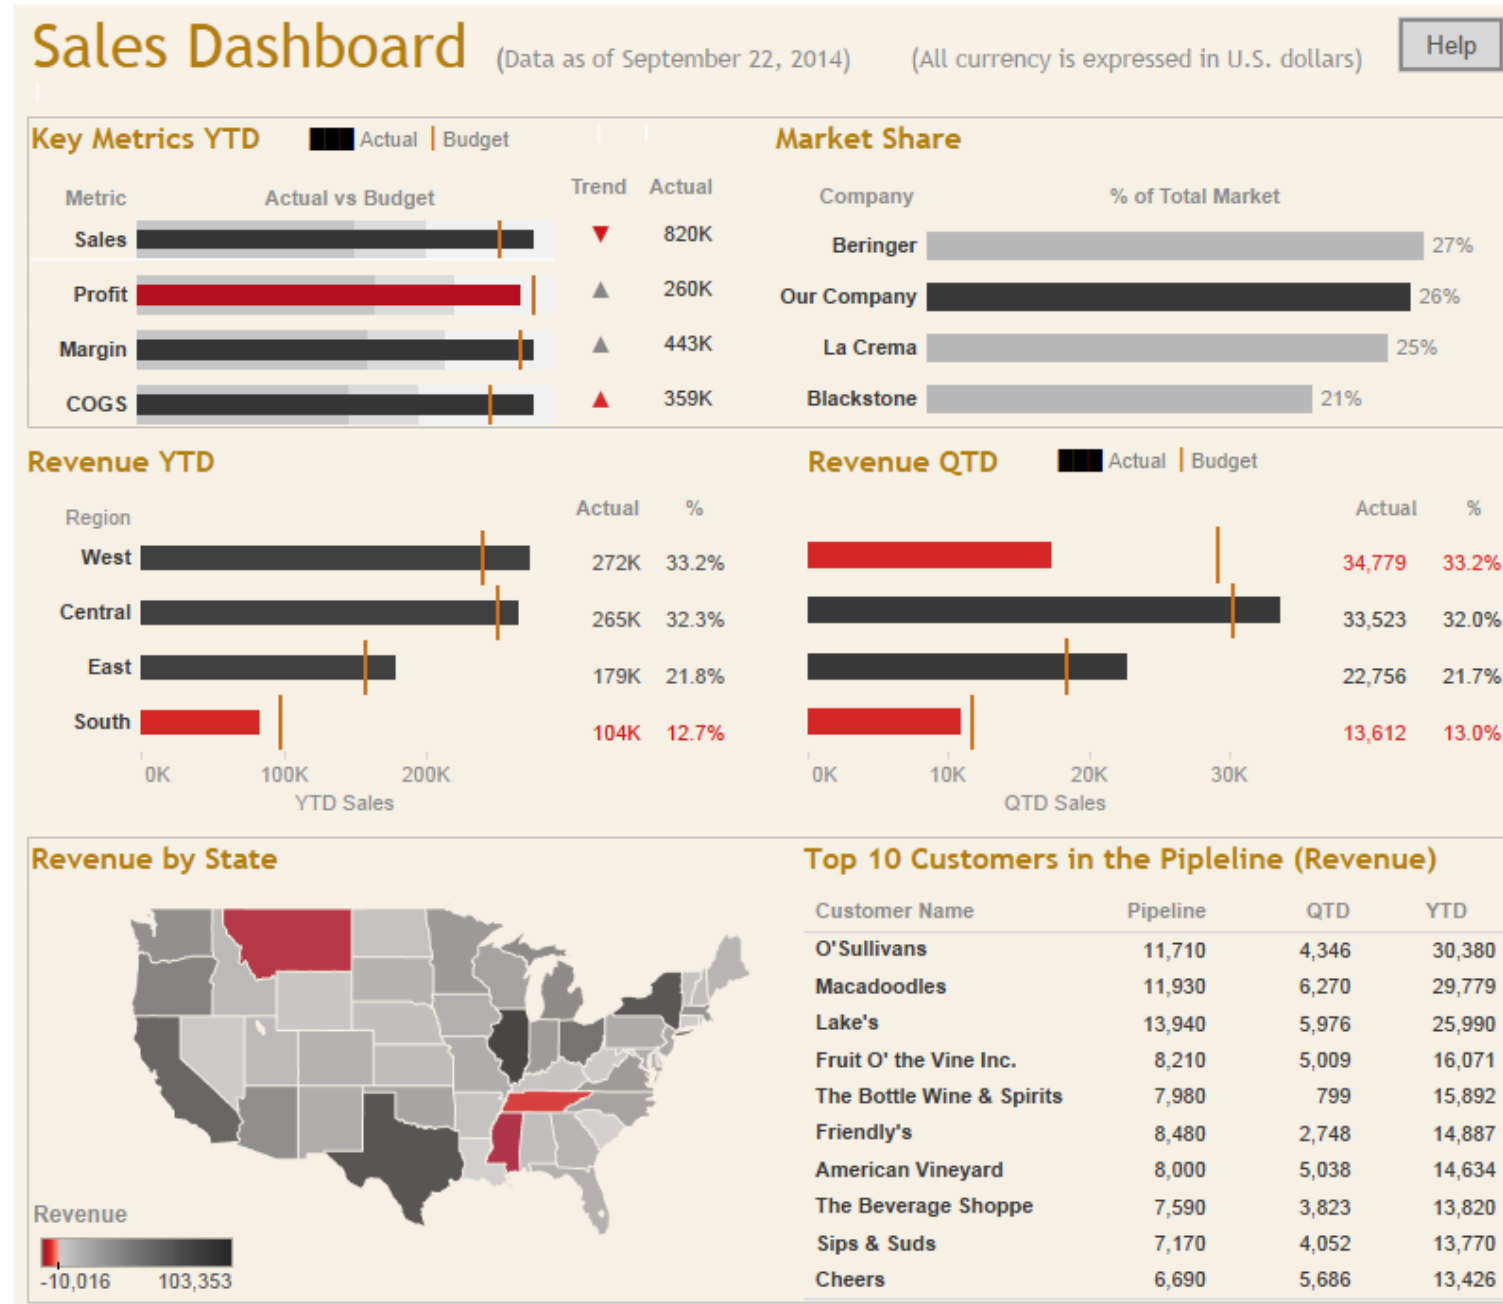 Sales Dashboard (Data as of September 22, 2014) (All currency is expressed in U.S. dollars) Help
Key Metrics YTD Actual Budget
Metric Actual vs Budget Trend Actual
Sales 820K
Profit 260K
Margin 443K
COGS 359K
Market Share
Company % of Total Market
Beringer 27%
Our Company 26%
La Crema 25%
Blackstone 21%
Revenue YTD
Region Actual %
West 272K 33.2%
Central 265K 32.3%
East 179K 21.8%
South 104K 12.7%
0K 100K 200K
YTD Sales
Revenue QTD Actual Budget
Actual %
34,779 33.2%
33,523 32.0%
22,756 21.7%
13,612 13.0%
0K 10K 20K 30K
QTD Sales
Revenue by State
Revenue
-10,016 103,353
Top 10 Customers in the Pipleline (Revenue)
Customer Name Pipeline QTD YTD
O'Sullivans 11,710 4,346 30,380
Macadoodles 11,930 6,270 29,779
Lake's 13,940 5,976 25,990
Fruit O' the Vine Inc. 8,210 5,009 16,071
The Bottle Wine & Spirits 7,980 799 15,892
Friendly's 8,480 2,748 14,887
American Vineyard 8,000 5,038 14,634
The Beverage Shoppe 7,590 3,823 13,820
Sips & Suds 7,170 4,052 13,770
Cheers 6,690 5,686 13,426